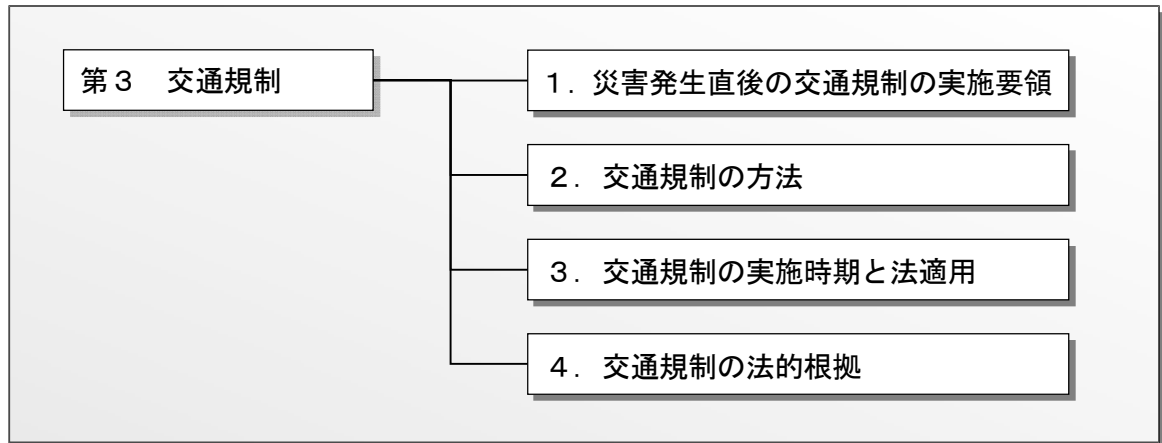 第３　交通規制
１．災害発生直後の交通規制の実施要領
２．交通規制の方法
３．交通規制の実施時期と法適用
４．交通規制の法的根拠